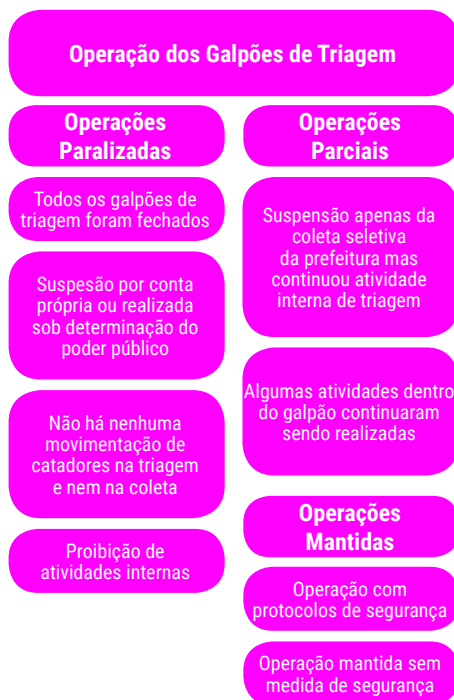 Operação dos Galpões de Triagem
Operações
Paralizadas
Todos os galpões de
triagem foram fechados
Suspesão por conta
própria ou realizada
sob determinação do
poder público
Não há nenhuma
movimentação de
catadores na triagem
e nem na coleta
Proibição de
atividades internas
Operações
Parciais
Suspensão apenas da
coleta seletiva
da prefeitura mas
continuou atividade
interna de triagem
Algumas atividades dentro
do galpão continuaram
sendo realizadas
Operações
Mantidas
Operação com
protocolos de segurança
Operação mantida sem
medida de segurança